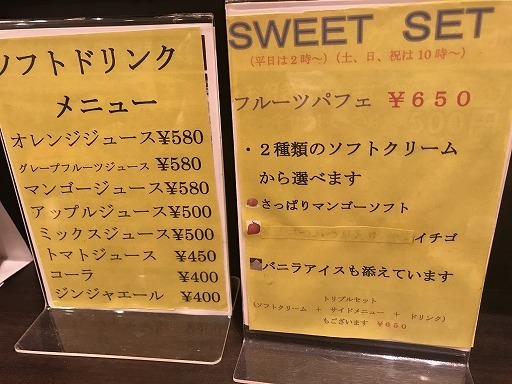 ソフトドリンク
メニュー
オレンジジュース¥580
グレープフルーツジュース ¥580
マンゴージュース¥580
アップルジュース¥500
ミックスジュース¥500
トマトジュース ¥450
コーラ ¥400
ジンジャエール ¥400
SWEET SET
(平日は2時〜)(土、日、祝は10時〜)
フルーツパフェ ¥650
・2種類のソフトクリーム
から選べます
さっぱりマンゴーソフト
イチゴ
バニラアイスも添えています
トリプルセット
(ソフトクリーム + サイドメニュー + ドリンク)
もございます ¥650